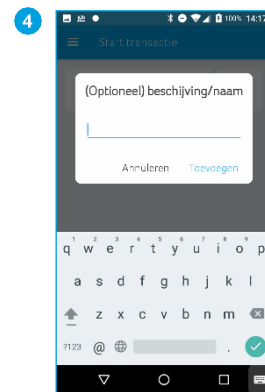 4
100% 14:17
Start transactie
(Optioneel) beschijving/naam
Annuleren Toevoegen
1 2 3 4 5 6 7 8 9 0
q w e r t y u i o p
a s d f g h j k l
z x c v b n m
?123 @ .